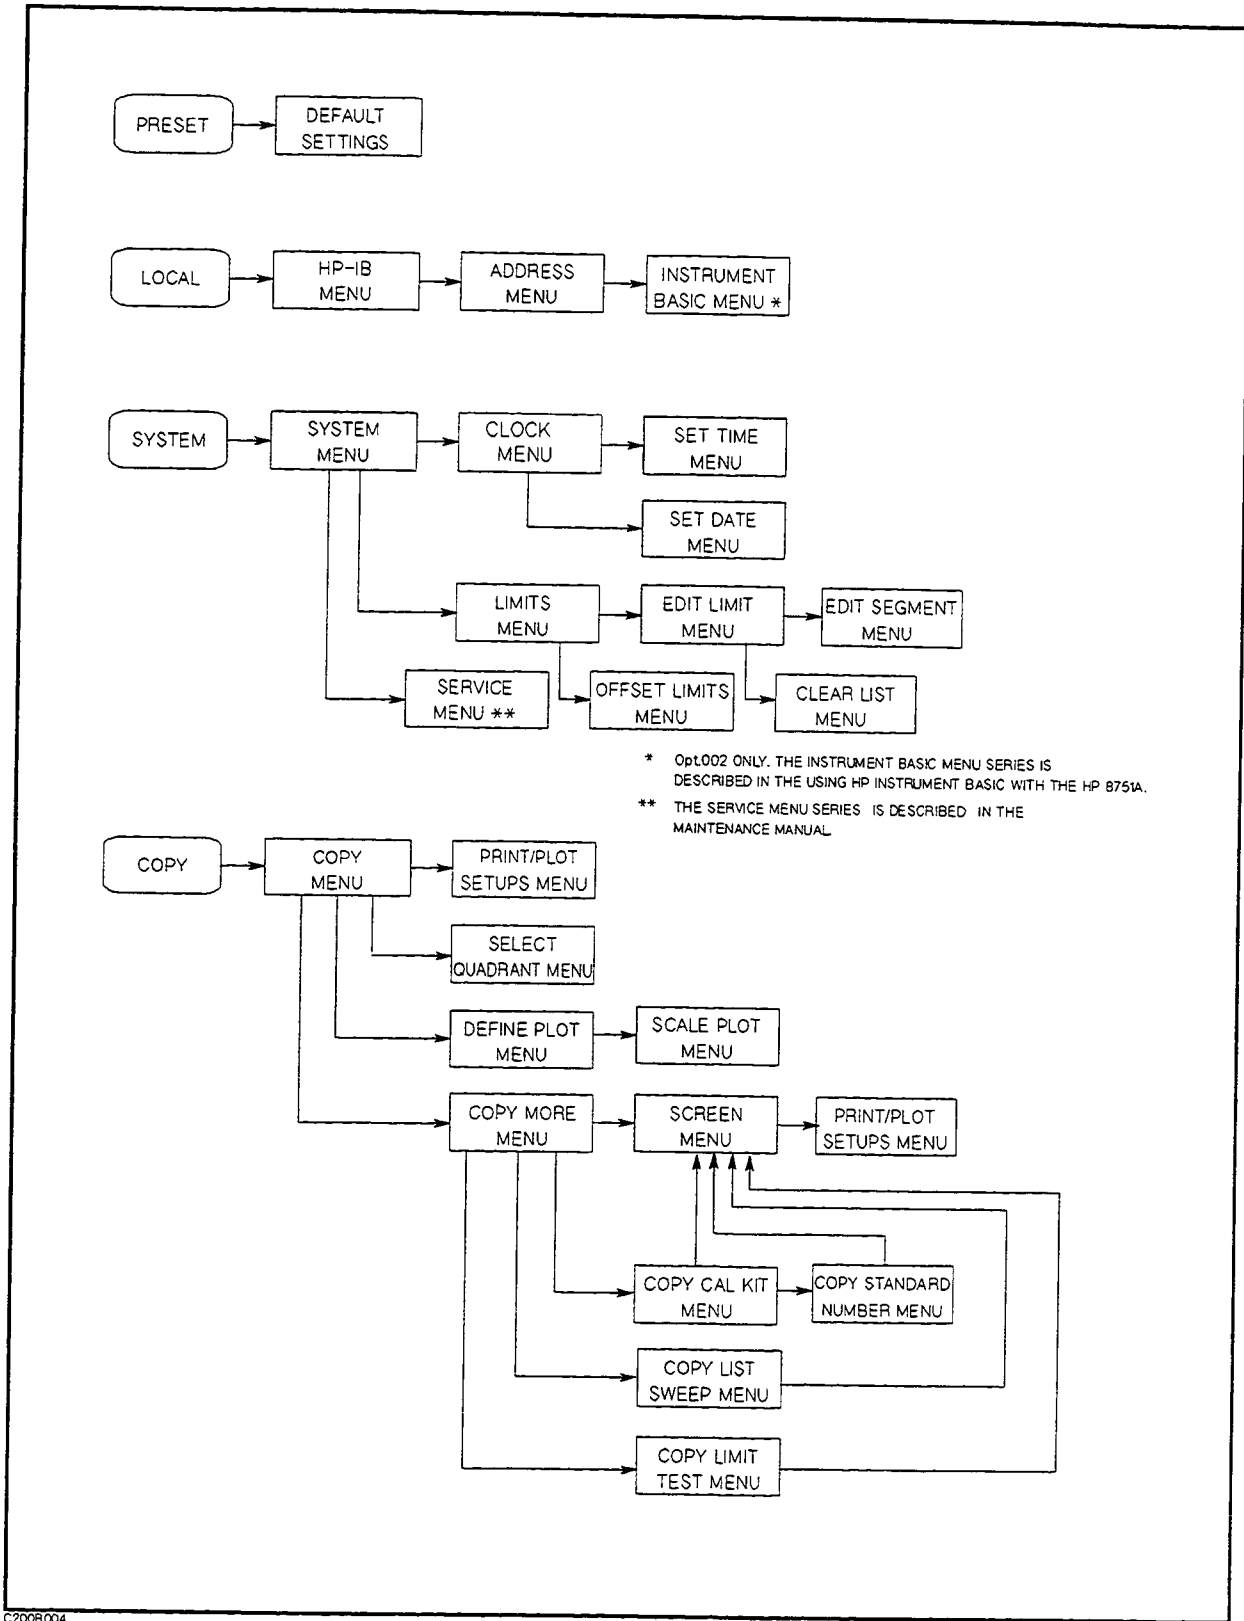 PRESET
DEFAULT
SETTINGS
LOCAL
HP-IB
MENU
ADDRESS
MENU
INSTRUMENT
BASIC MENU *
SYSTEM
SYSTEM
MENU
CLOCK
MENU
SET TIME
MENU
SET DATE
MENU
LIMITS
MENU
EDIT LIMIT
MENU
EDIT SEGMENT
MENU
SERVICE
MENU **
OFFSET LIMITS
MENU
CLEAR LIST
MENU
* Opt.002 ONLY. THE INSTRUMENT BASIC MENU SERIES IS
DESCRIBED IN THE USING HP INSTRUMENT BASIC WITH THE HP 8751A.
** THE SERVICE MENU SERIES IS DESCRIBED IN THE
MAINTENANCE MANUAL
COPY
COPY
MENU
PRINT/PLOT
SETUPS MENU
SELECT
QUADRANT MENU
DEFINE PLOT
MENU
SCALE PLOT
MENU
COPY MORE
MENU
SCREEN
MENU
PRINT/PLOT
SETUPS MENU
COPY CAL KIT
MENU
COPY STANDARD
NUMBER MENU
COPY LIST
SWEEP MENU
COPY LIMIT
TEST MENU
C200B004